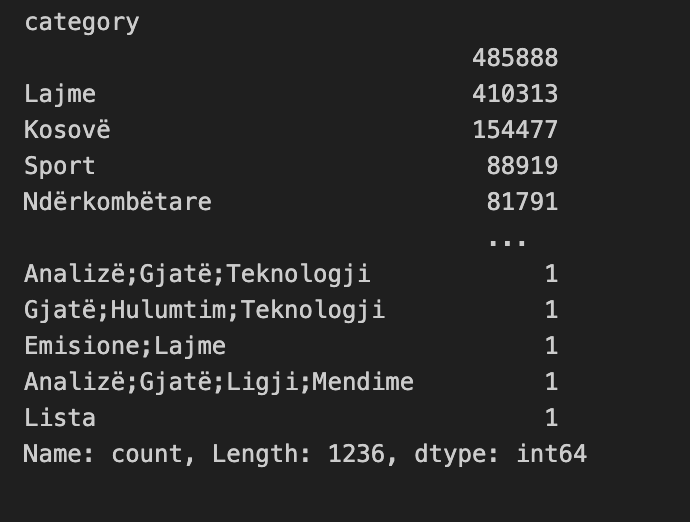 category
485888
Lajme 410313
Kosovë 154477
Sport 88919
Ndërkombëtare 81791
...
Analizë;Gjatë;Teknologji 1
Gjatë;Hulumtim;Teknologji 1
Emisione;Lajme 1
Analizë;Gjatë;Ligji;Mendime 1
Lista 1
Name: count, Length: 1236, dtype: int64